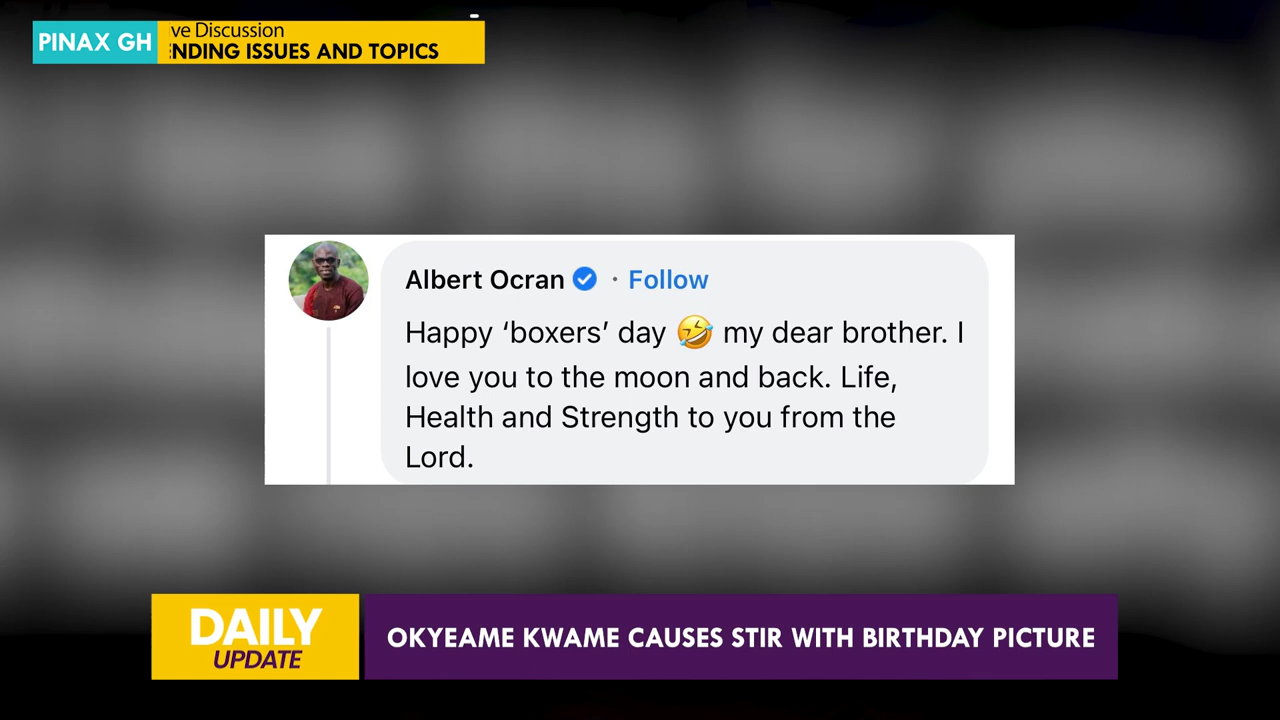 PINAX GH
ve Discussion
NDING ISSUES AND TOPICS
Albert Ocran · Follow
Happy ‘boxers’ day 🤣 my dear brother. I
love you to the moon and back. Life,
Health and Strength to you from the
Lord.
DAILY
UPDATE
OKYEAME KWAME CAUSES STIR WITH BIRTHDAY PICTURE